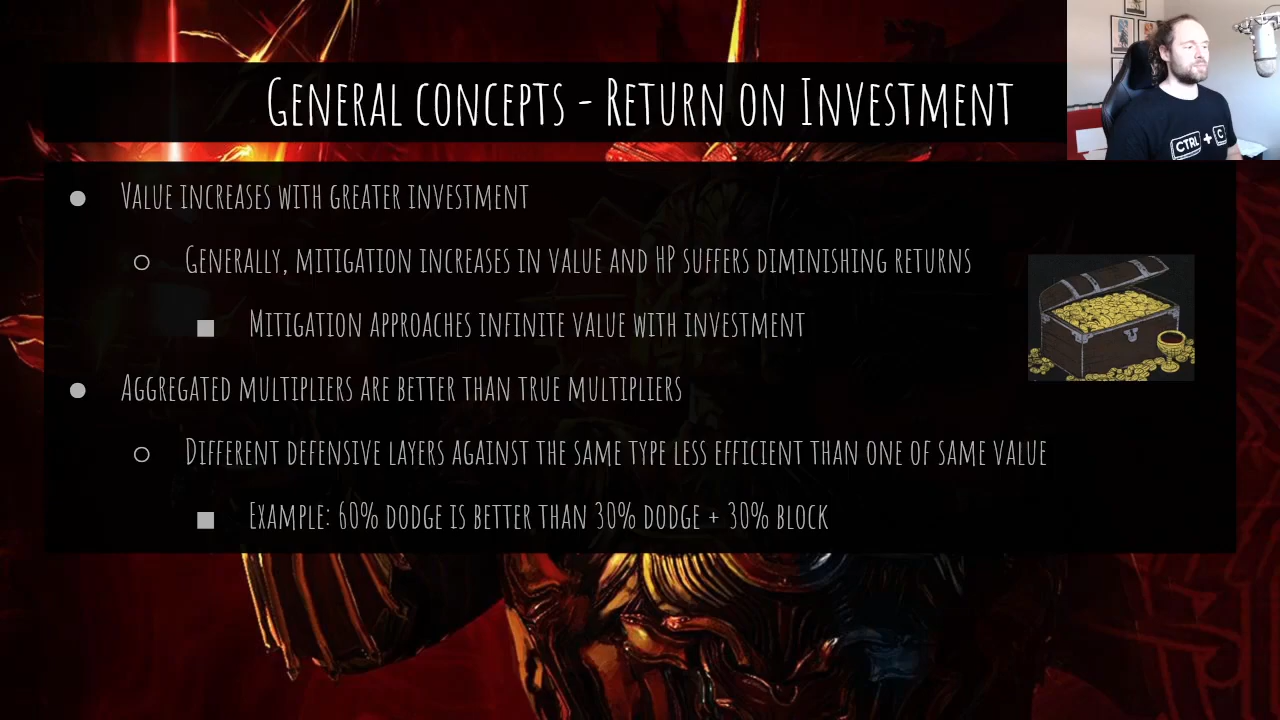 General concepts - Return on Investment
Value increases with greater investment
Generally, mitigation increases in value and HP suffers diminishing returns
Mitigation approaches infinite value with investment
Aggregated multipliers are better than true multipliers
Different defensive layers against the same type less efficient than one of same value
Example: 60% dodge is better than 30% dodge + 30% block
CTRL + C